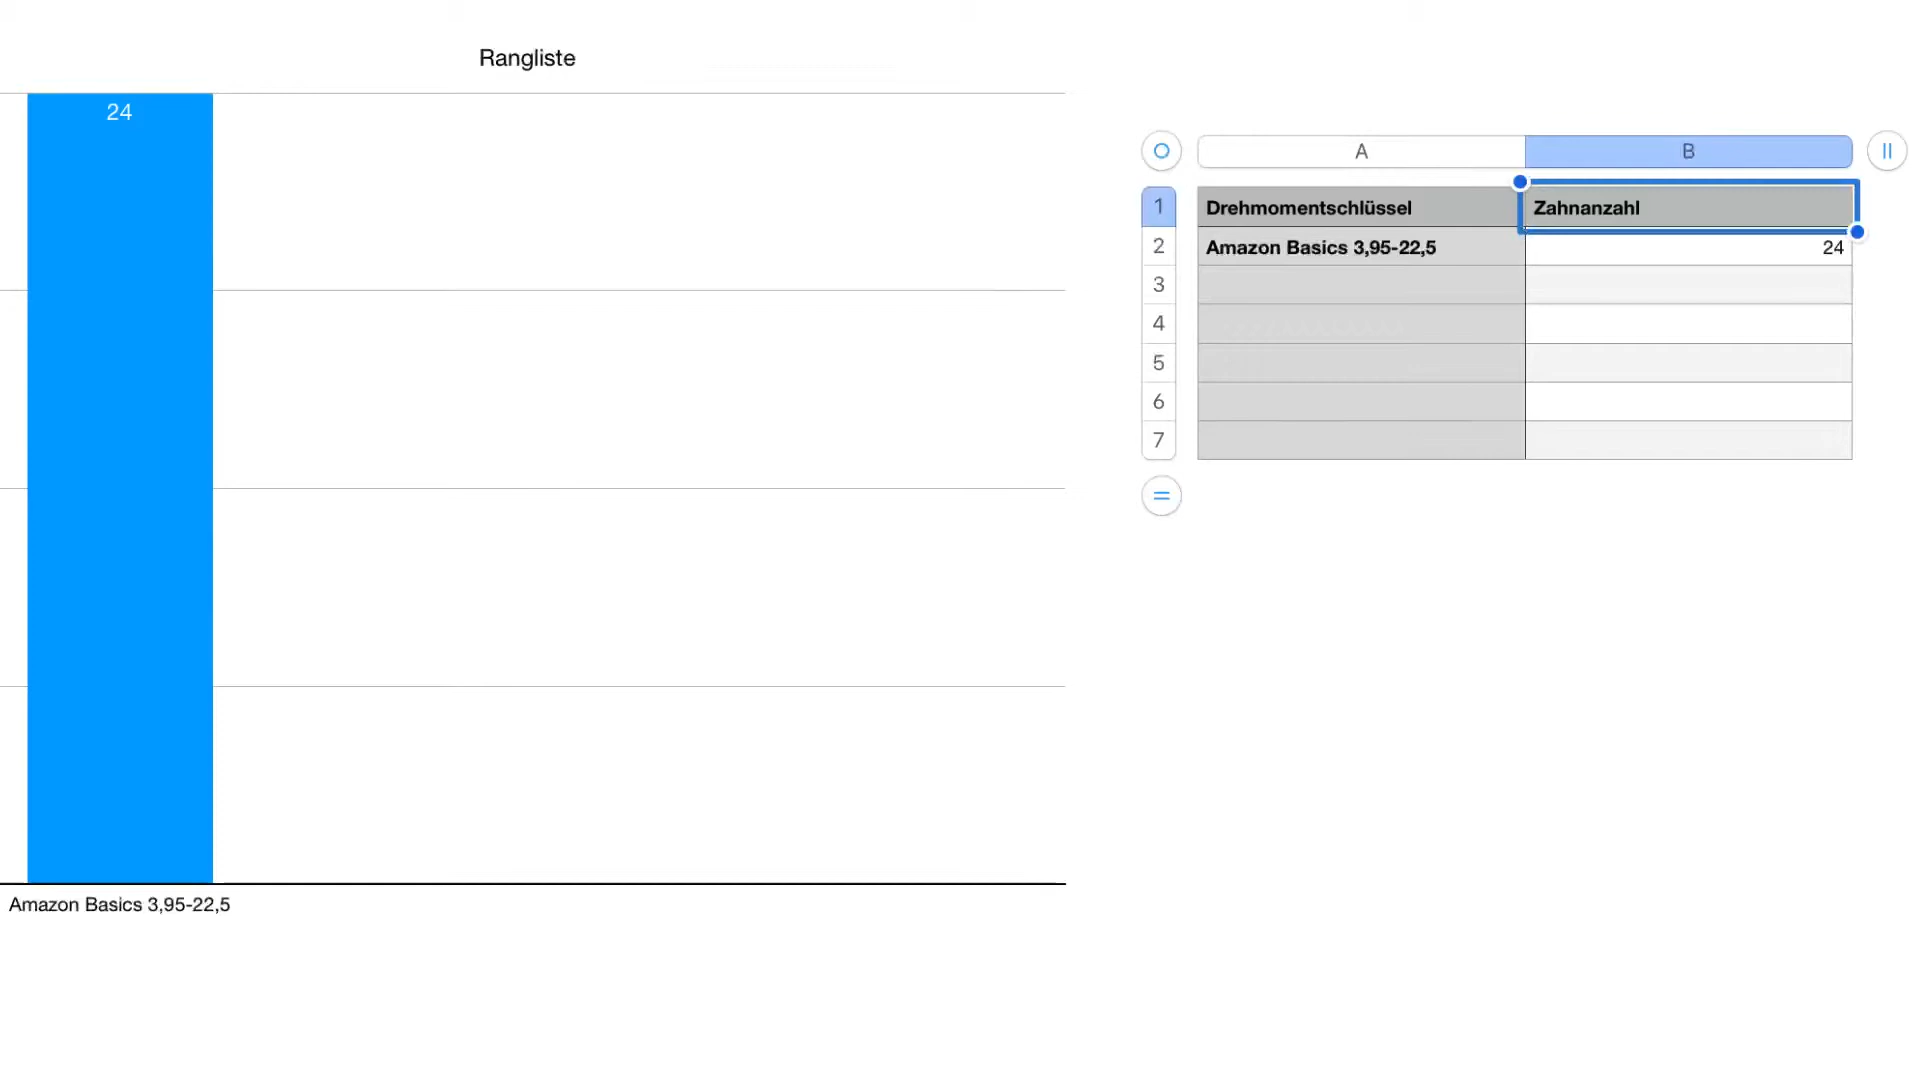 Rangliste
24
Amazon Basics 3,95-22,5
A B
1 Drehmomentschlüssel Zahnanzahl
2 Amazon Basics 3,95-22,5 24
3
4
5
6
7